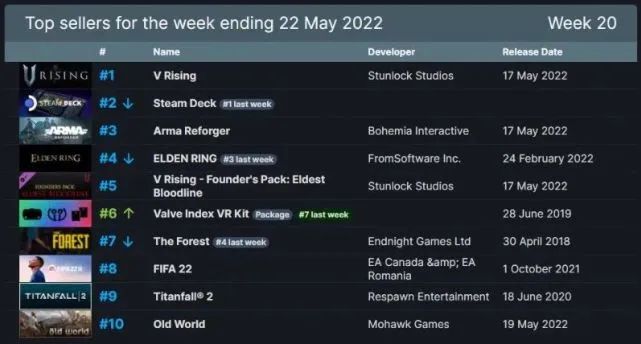 Top sellers for the week ending 22 May 2022 Week 20
# Name Developer Release Date
V RISING #1 V Rising Stunlock Studios 17 May 2022
STEAM DECK #2 ↓ Steam Deck #1 last week
ARMA REFORGER #3 Arma Reforger Bohemia Interactive 17 May 2022
ELDEN RING #4 ↓ ELDEN RING #3 last week FromSoftware Inc. 24 February 2022
FOUNDER'S PACK: ELDEST BLOODLINE #5 V Rising - Founder's Pack: Eldest Bloodline Stunlock Studios 17 May 2022
#6 ↑ Valve Index VR Kit Package #7 last week 28 June 2019
THE FOREST #7 ↓ The Forest #4 last week Endnight Games Ltd 30 April 2018
FIFA 22 #8 FIFA 22 EA Canada &amp; EA Romania 1 October 2021
TITANFALL 2 #9 Titanfall® 2 Respawn Entertainment 18 June 2020
old world #10 Old World Mohawk Games 19 May 2022